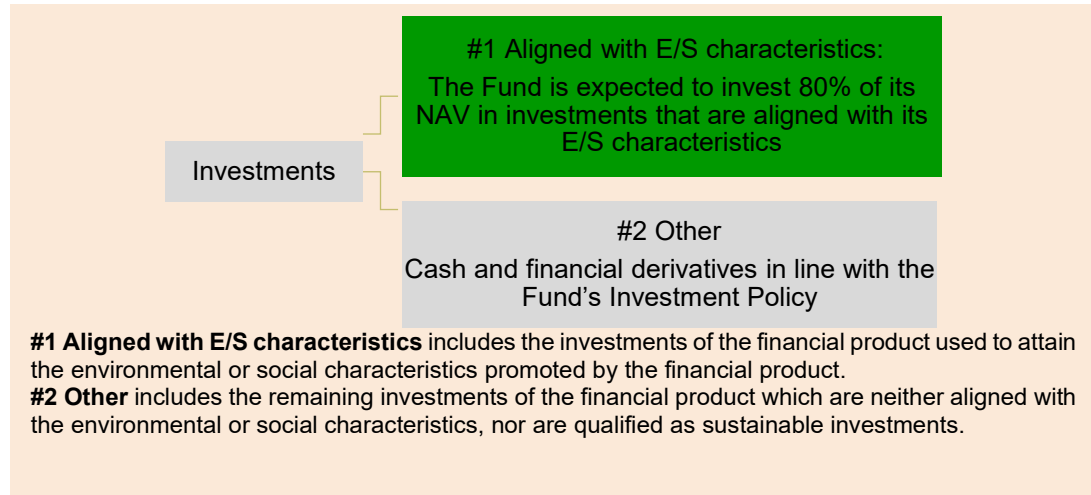 #1 Aligned with E/S characteristics:
The Fund is expected to invest 80% of its
NAV in investments that are aligned with its
E/S characteristics
Investments
#2 Other
Cash and financial derivatives in line with the
Fund’s Investment Policy
#1 Aligned with E/S characteristics includes the investments of the financial product used to attain
the environmental or social characteristics promoted by the financial product.
#2 Other includes the remaining investments of the financial product which are neither aligned with
the environmental or social characteristics, nor are qualified as sustainable investments.